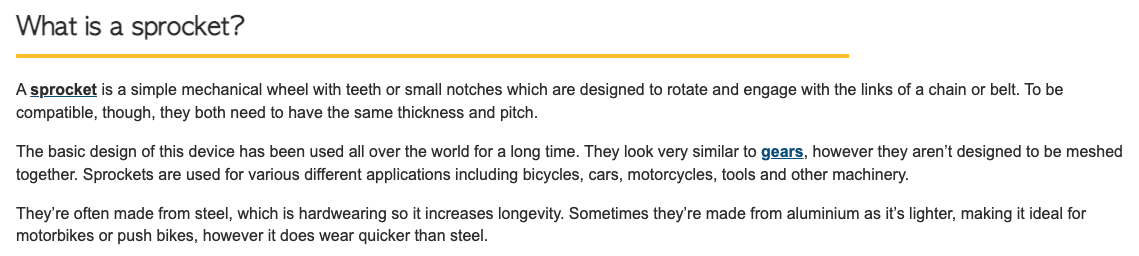 What is a sprocket?
A sprocket is a simple mechanical wheel with teeth or small notches which are designed to rotate and engage with the links of a chain or belt. To be
compatible, though, they both need to have the same thickness and pitch.
The basic design of this device has been used all over the world for a long time. They look very similar to gears, however they aren’t designed to be meshed
together. Sprockets are used for various different applications including bicycles, cars, motorcycles, tools and other machinery.
They’re often made from steel, which is hardwearing so it increases longevity. Sometimes they’re made from aluminium as it’s lighter, making it ideal for
motorbikes or push bikes, however it does wear quicker than steel.